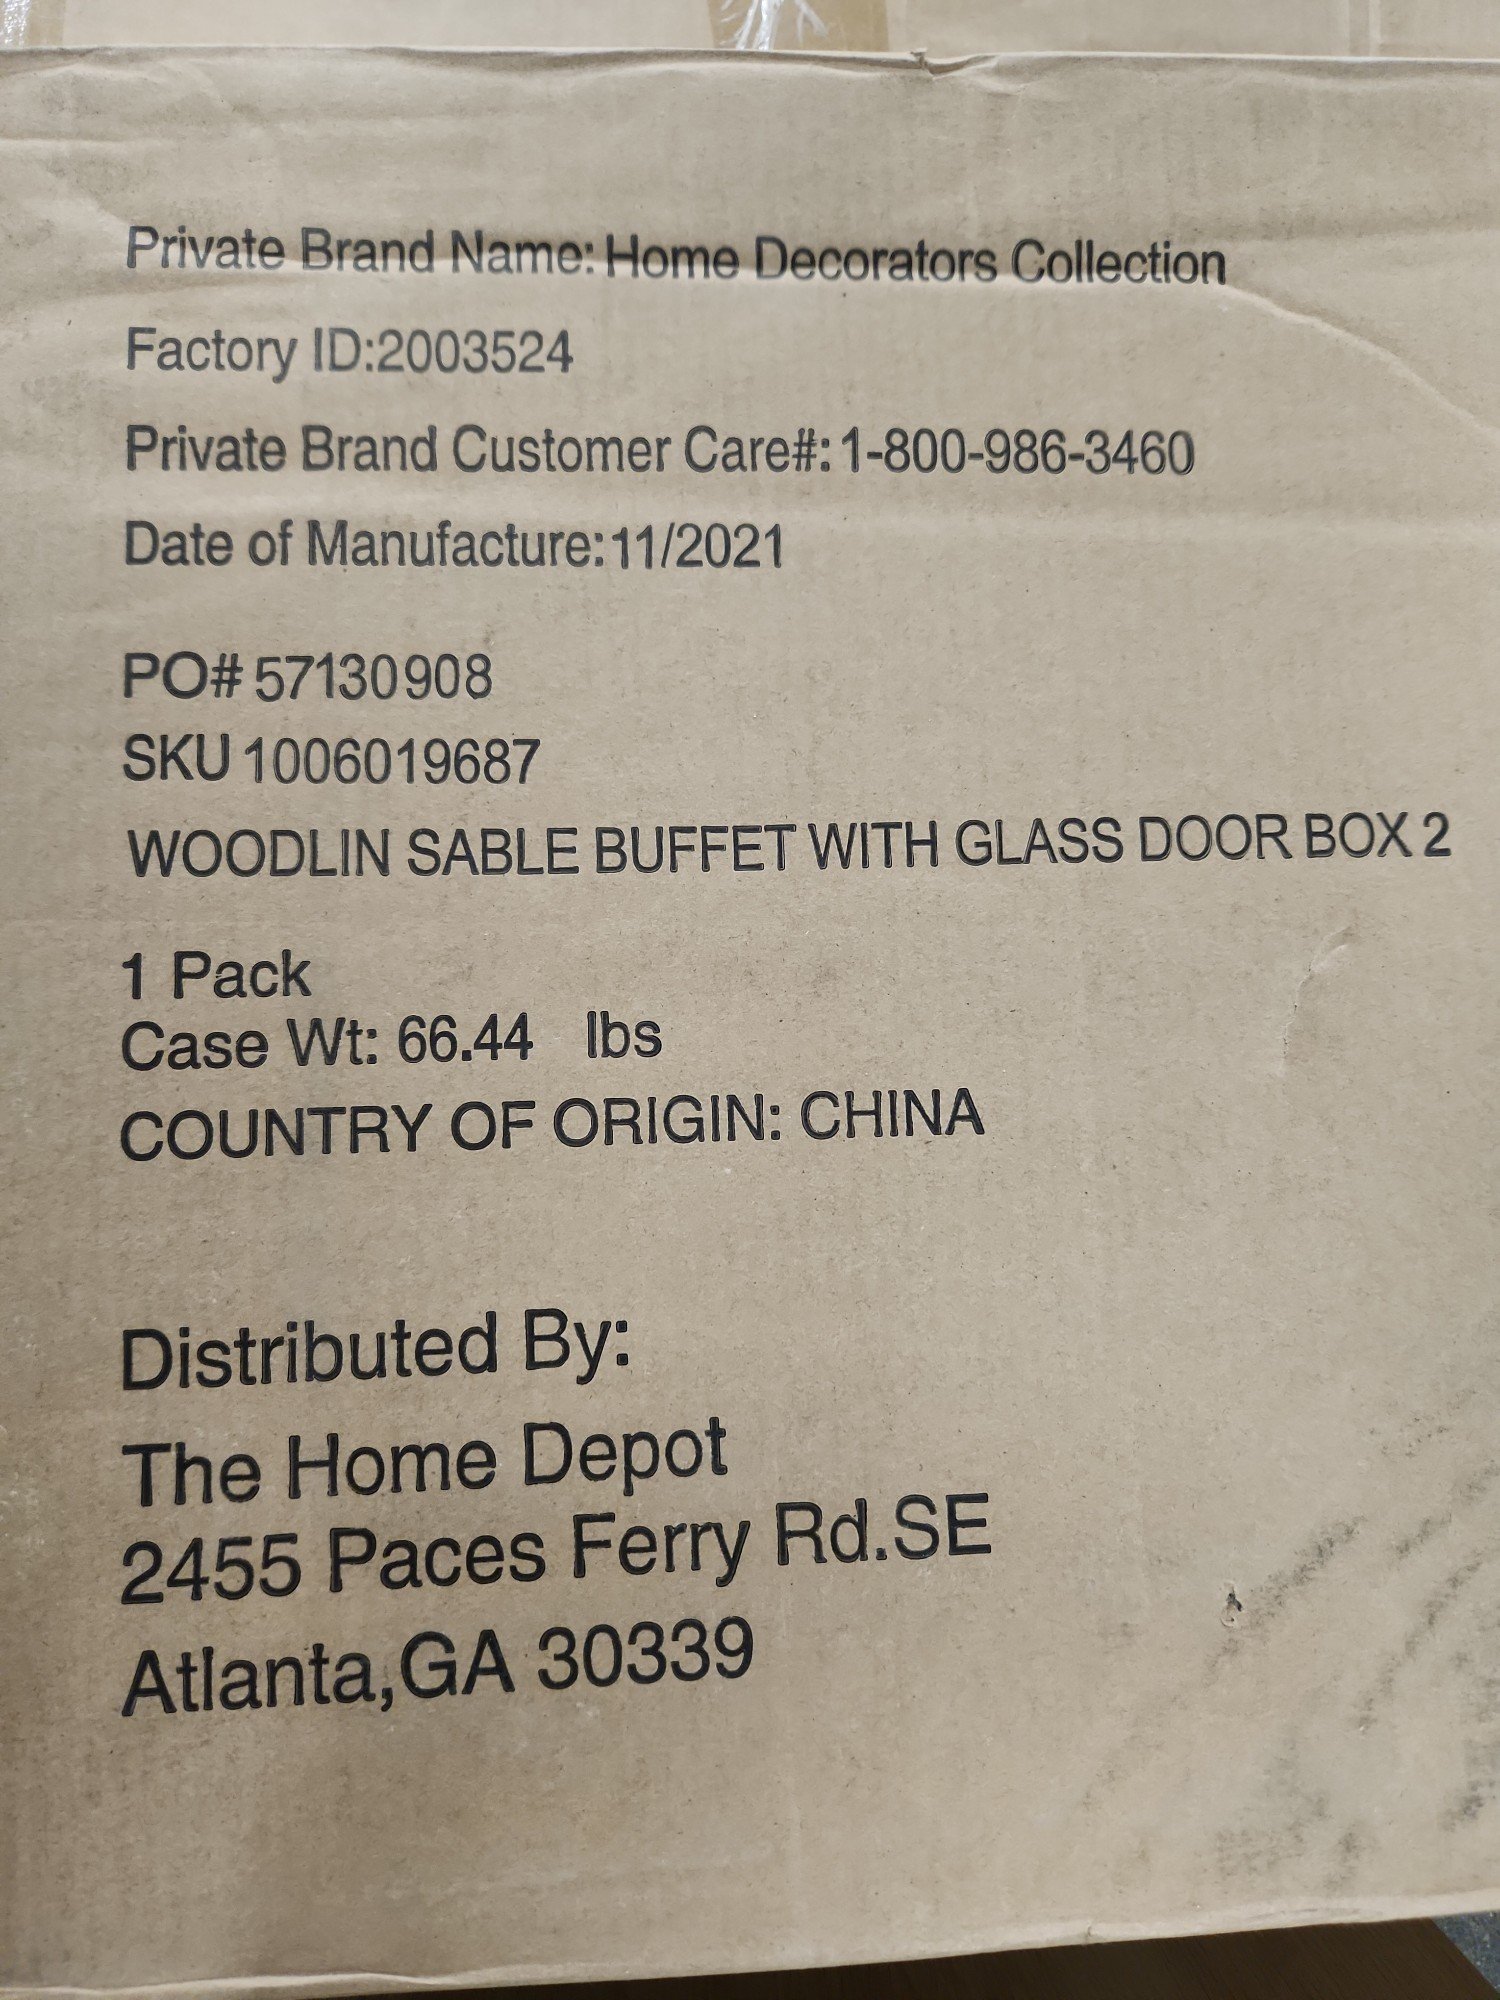 Private Brand Name: Home Decorators Collection
Factory ID:2003524
Private Brand Customer Care#: 1-800-986-3460
Date of Manufacture: 11/2021
PO# 57130908
SKU 1006019687
WOODLIN SABLE BUFFET WITH GLASS DOOR BOX 2
1 Pack
Case Wt: 66.44 lbs
COUNTRY OF ORIGIN: CHINA
Distributed By:
The Home Depot
2455 Paces Ferry Rd.SE
Atlanta,GA 30339